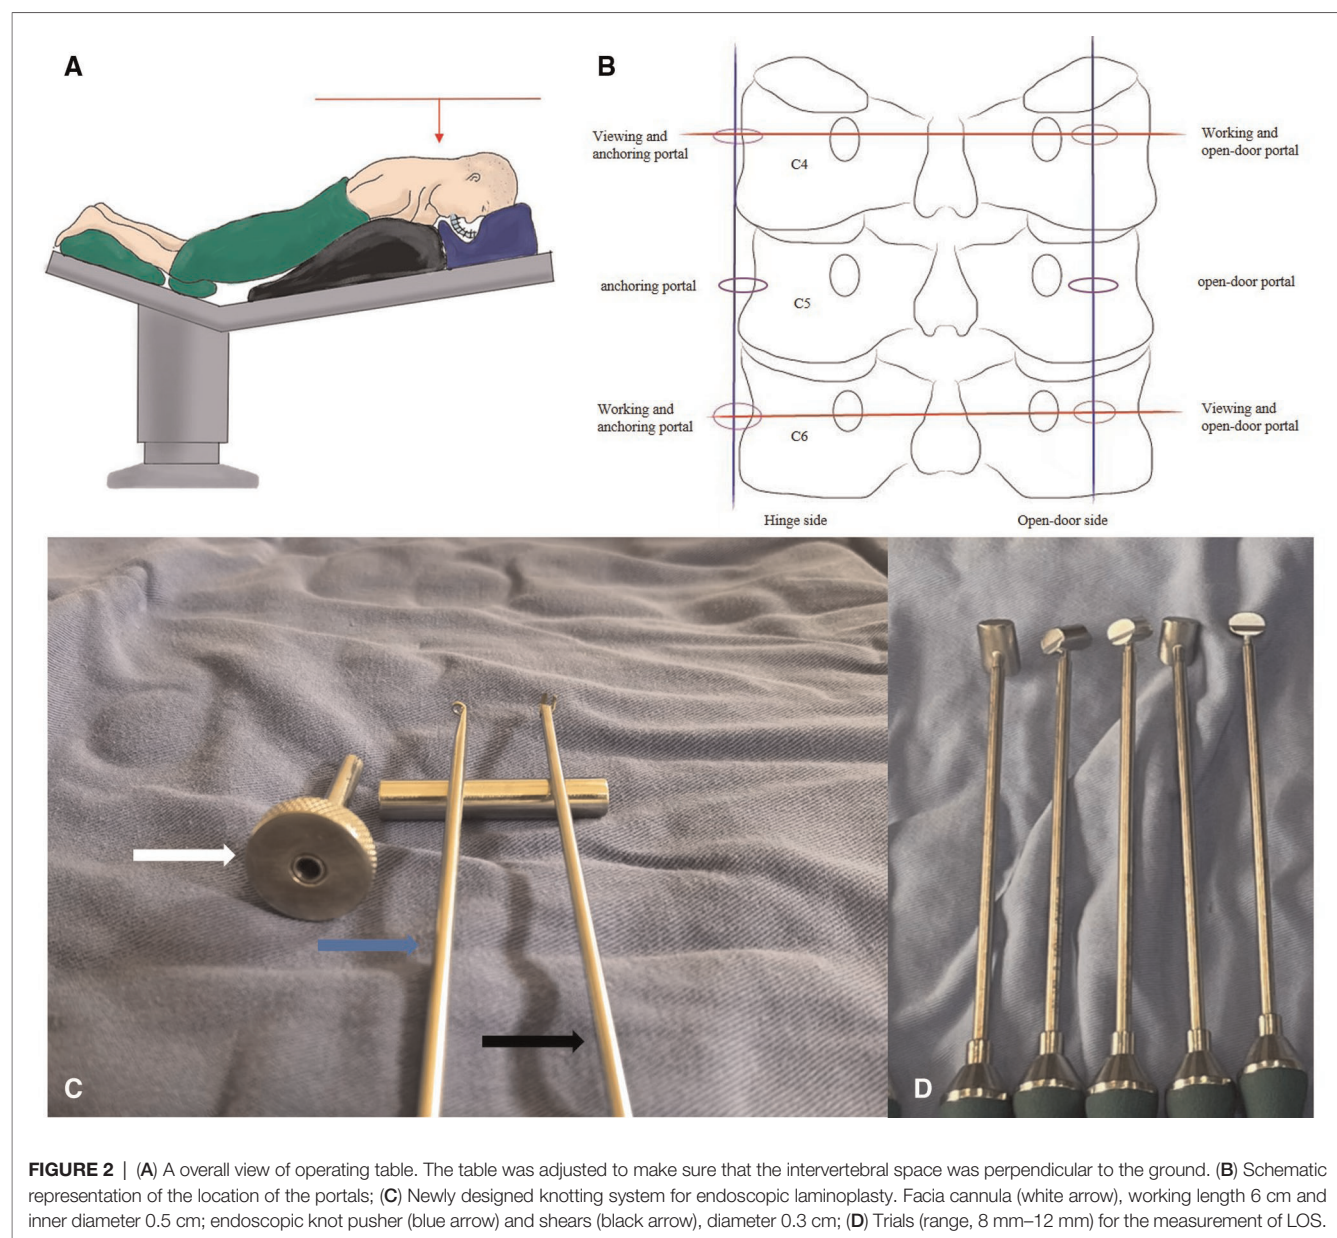 A
B
Viewing and
anchoring portal
Working and
open-door portal
C4
anchoring portal
open-door portal
C5
Working and
anchoring portal
Viewing and
open-door portal
C6
Hinge side
Open-door side
C
D
FIGURE 2 | (A) A overall view of operating table. The table was adjusted to make sure that the intervertebral space was perpendicular to the ground. (B) Schematic
representation of the location of the portals; (C) Newly designed knotting system for endoscopic laminoplasty. Facia cannula (white arrow), working length 6 cm and
inner diameter 0.5 cm; endoscopic knot pusher (blue arrow) and shears (black arrow), diameter 0.3 cm; (D) Trials (range, 8 mm–12 mm) for the measurement of LOS.